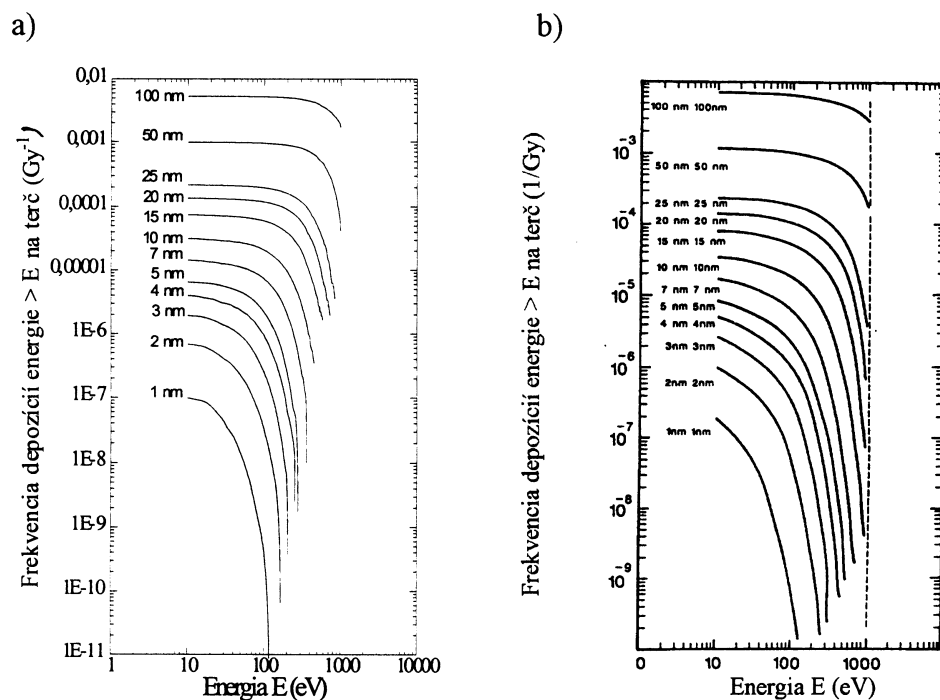 a)
Frekvencia depozícií energie > E na terč (Gy⁻¹)
0,01
0,001
0,0001
0,00001
1E-6
1E-7
1E-8
1E-9
1E-10
1E-11
100 nm
50 nm
25 nm
20 nm
15 nm
10 nm
7 nm
5 nm
4 nm
3 nm
2 nm
1 nm
1 10 100 1000 10000
Energia E (eV)
b)
Frekvencia depozícií energie > E na terč (1/Gy)
10⁻³
10⁻⁴
10⁻⁵
10⁻⁶
10⁻⁷
10⁻⁸
10⁻⁹
100 nm 100nm
50 nm 50 nm
25 nm 25 nm
20 nm 20 nm
15 nm 15 nm
10 nm 10nm
7 nm 7 nm
5 nm 5nm
4 nm 4nm
3nm 3nm
2nm 2nm
1nm 1nm
0 10 100 1000 0
Energia E (eV)